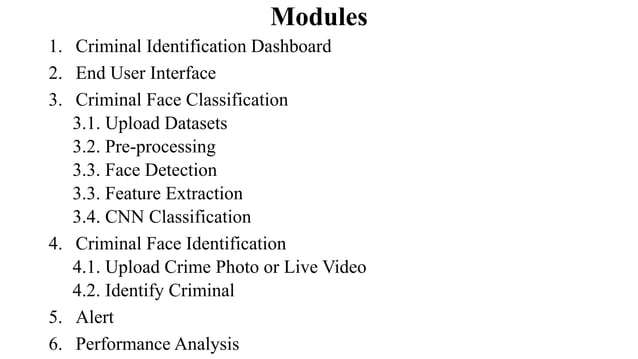 Modules
1. Criminal Identification Dashboard
2. End User Interface
3. Criminal Face Classification
3.1. Upload Datasets
3.2. Pre-processing
3.3. Face Detection
3.3. Feature Extraction
3.4. CNN Classification
4. Criminal Face Identification
4.1. Upload Crime Photo or Live Video
4.2. Identify Criminal
5. Alert
6. Performance Analysis